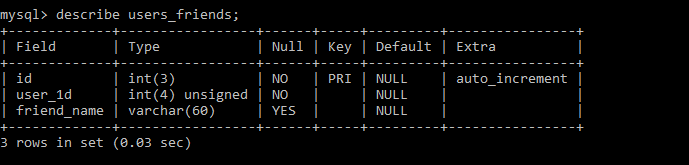 mysql> describe users_friends;
+-------------+-----------------+------+-----+---------+----------------+
| Field       | Type            | Null | Key | Default | Extra          |
+-------------+-----------------+------+-----+---------+----------------+
| id          | int(3)          | NO   | PRI | NULL    | auto_increment |
| user_1d     | int(4) unsigned | NO   |     | NULL    |                |
| friend_name | varchar(60)     | YES  |     | NULL    |                |
+-------------+-----------------+------+-----+---------+----------------+
3 rows in set (0.03 sec)